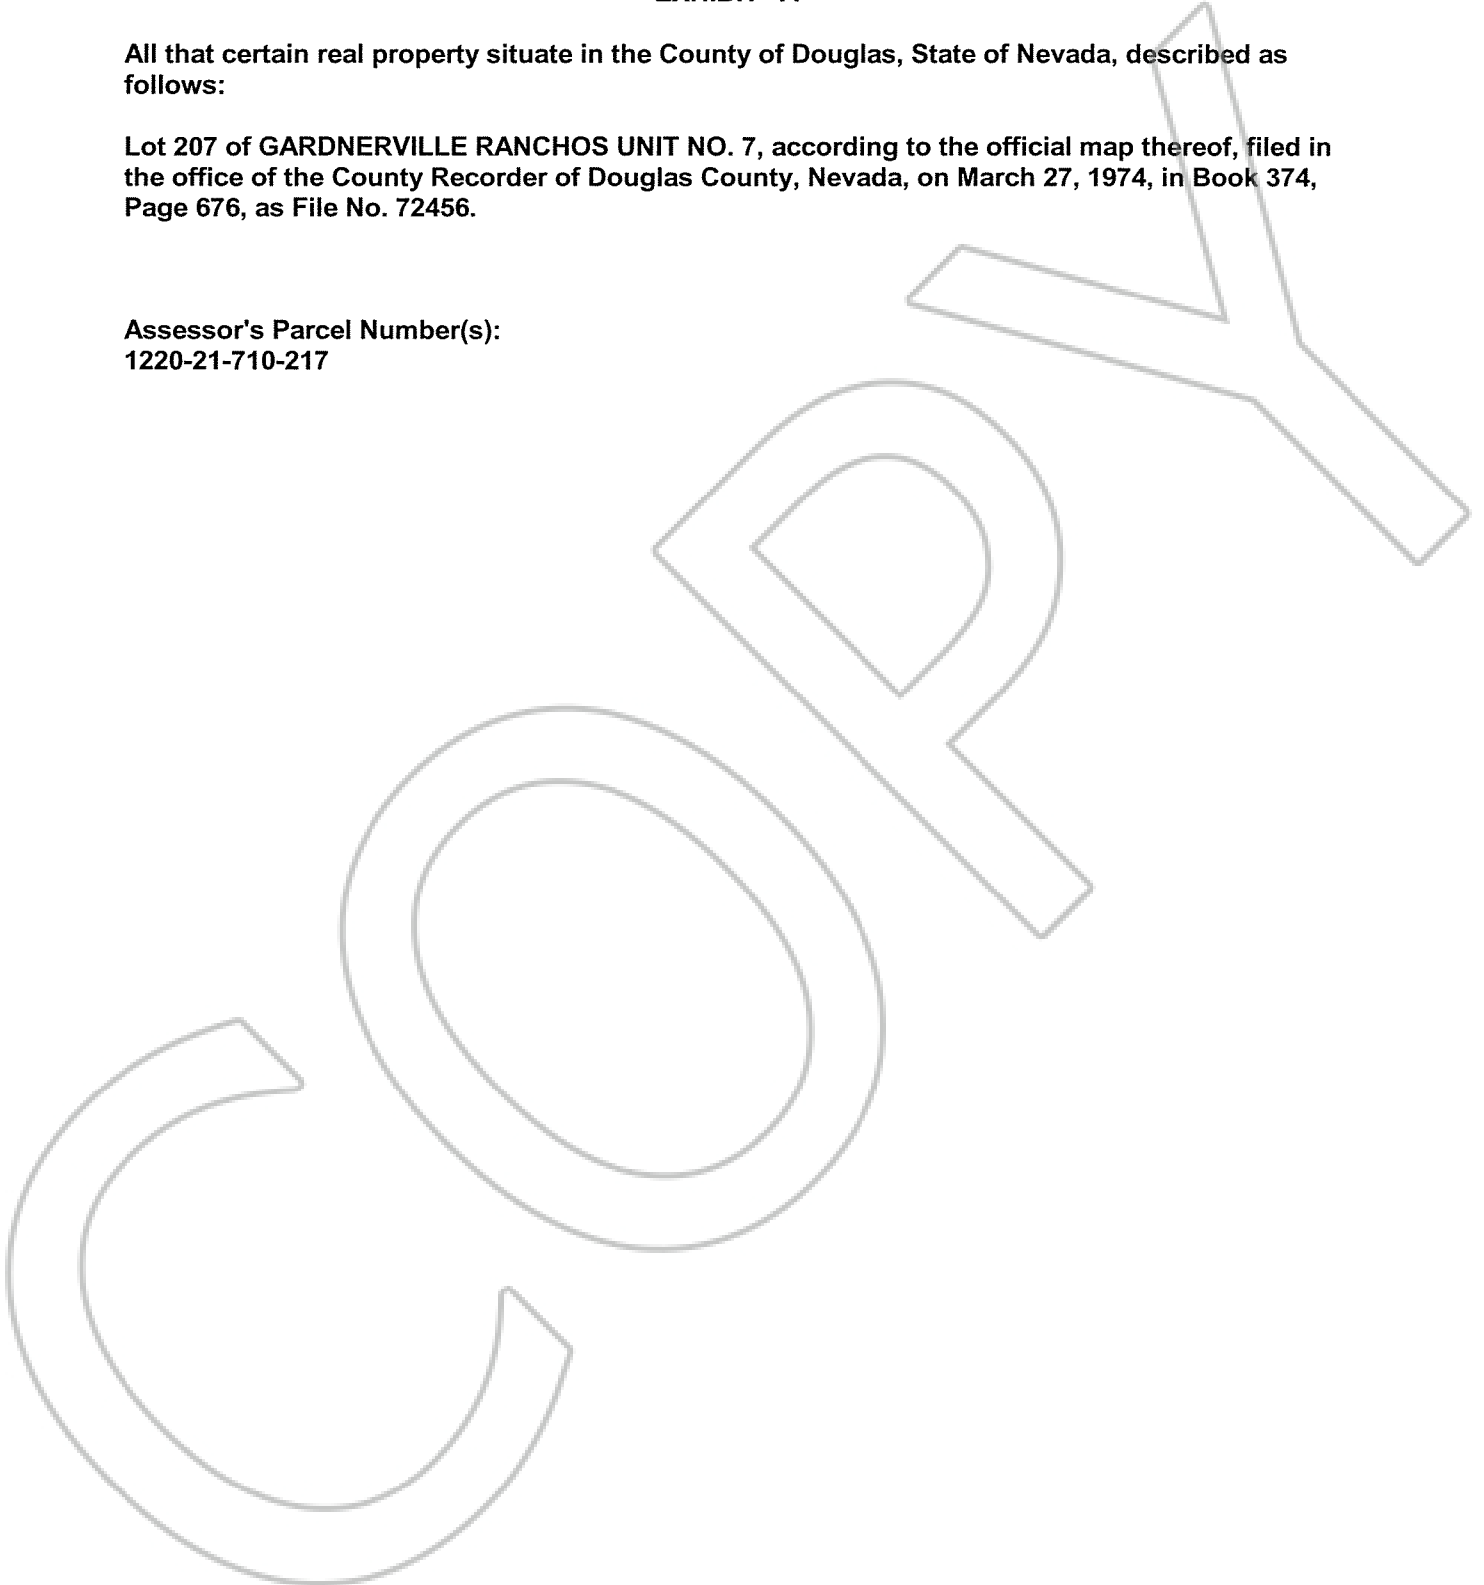 All that certain real property situate in the County of Douglas, State of Nevada, described as
follows:
Lot 207 of GARDNERVILLE RANCHOS UNIT NO. 7, according to the official map thereof, filed in
the office of the County Recorder of Douglas County, Nevada, on March 27, 1974, in Book 374,
Page 676, as File No. 72456.
Assessor's Parcel Number(s):
1220-21-710-217
COPY